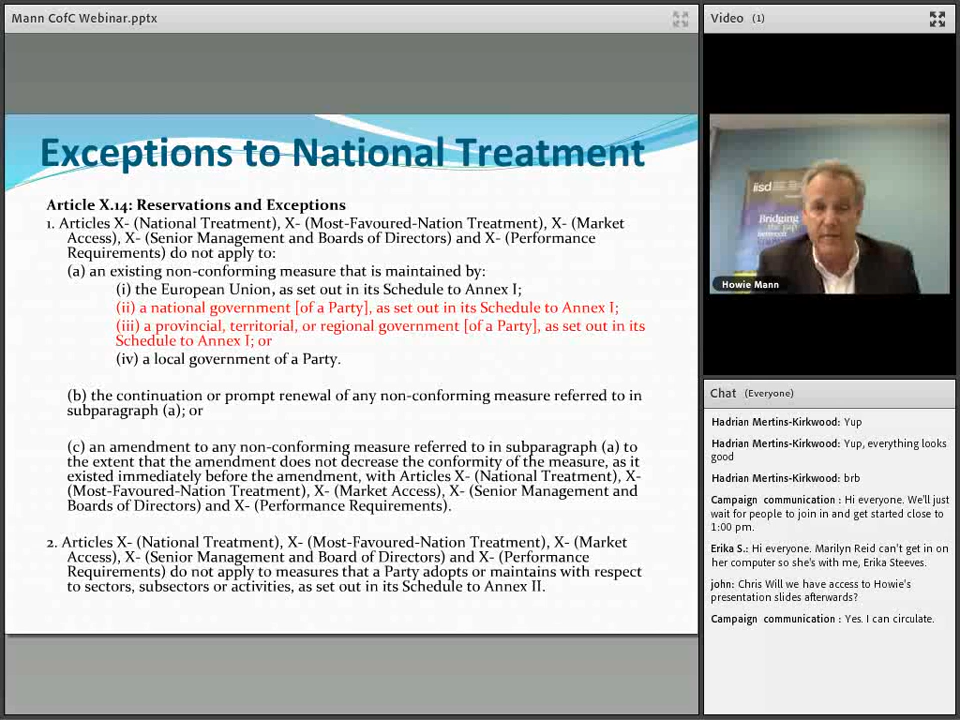 Mann CofC Webinar.pptx
Exceptions to National Treatment
Article X.14: Reservations and Exceptions
1. Articles X- (National Treatment), X- (Most-Favoured-Nation Treatment), X- (Market
Access), X- (Senior Management and Boards of Directors) and X- (Performance
Requirements) do not apply to:
(a) an existing non-conforming measure that is maintained by:
(i) the European Union, as set out in its Schedule to Annex I;
(ii) a national government [of a Party], as set out in its Schedule to Annex I;
(iii) a provincial, territorial, or regional government [of a Party], as set out in its
Schedule to Annex I; or
(iv) a local government of a Party.
(b) the continuation or prompt renewal of any non-conforming measure referred to in
subparagraph (a); or
(c) an amendment to any non-conforming measure referred to in subparagraph (a) to
the extent that the amendment does not decrease the conformity of the measure, as it
existed immediately before the amendment, with Articles X- (National Treatment), X-
(Most-Favoured-Nation Treatment), X- (Market Access), X- (Senior Management and
Boards of Directors) and X- (Performance Requirements).
2. Articles X- (National Treatment), X- (Most-Favoured-Nation Treatment), X- (Market
Access), X- (Senior Management and Board of Directors) and X- (Performance
Requirements) do not apply to measures that a Party adopts or maintains with respect
to sectors, subsectors or activities, as set out in its Schedule to Annex II.
Video (1)
iisd
Bridging
the gap
between
Howie Mann
Chat (Everyone)
Hadrian Mertins-Kirkwood: Yup
Hadrian Mertins-Kirkwood: Yup, everything looks
good
Hadrian Mertins-Kirkwood: brb
Campaign communication : Hi everyone. We'll just
wait for people to join in and get started close to
1:00 pm.
Erika S.: Hi everyone. Marilyn Reid can't get in on
her computer so she's with me, Erika Steeves.
john: Chris Will we have access to Howie's
presentation slides afterwards?
Campaign communication : Yes. I can circulate.